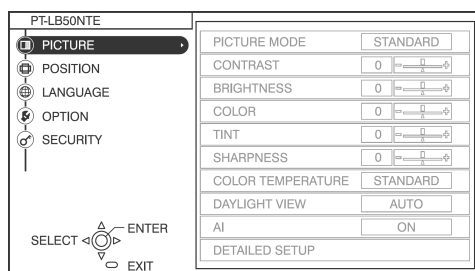 PT-LB50NTE
PICTURE
POSITION
LANGUAGE
OPTION
SECURITY
SELECT
ENTER
EXIT
PICTURE MODE STANDARD
CONTRAST 0
BRIGHTNESS 0
COLOR 0
TINT 0
SHARPNESS 0
COLOR TEMPERATURE STANDARD
DAYLIGHT VIEW AUTO
AI ON
DETAILED SETUP